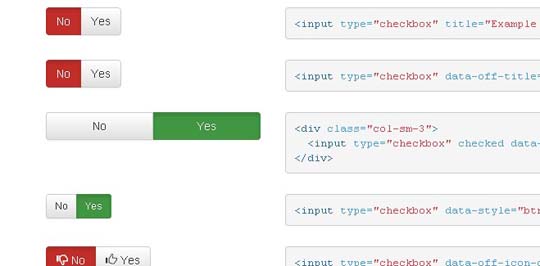 No Yes
<input type="checkbox" title="Example
No Yes
<input type="checkbox" data-off-title=
No Yes
<div class="col-sm-3">
<input type="checkbox" checked data-
</div>
No Yes
<input type="checkbox" data-style="btn
No Yes
<input type="checkbox" data-off-icon-